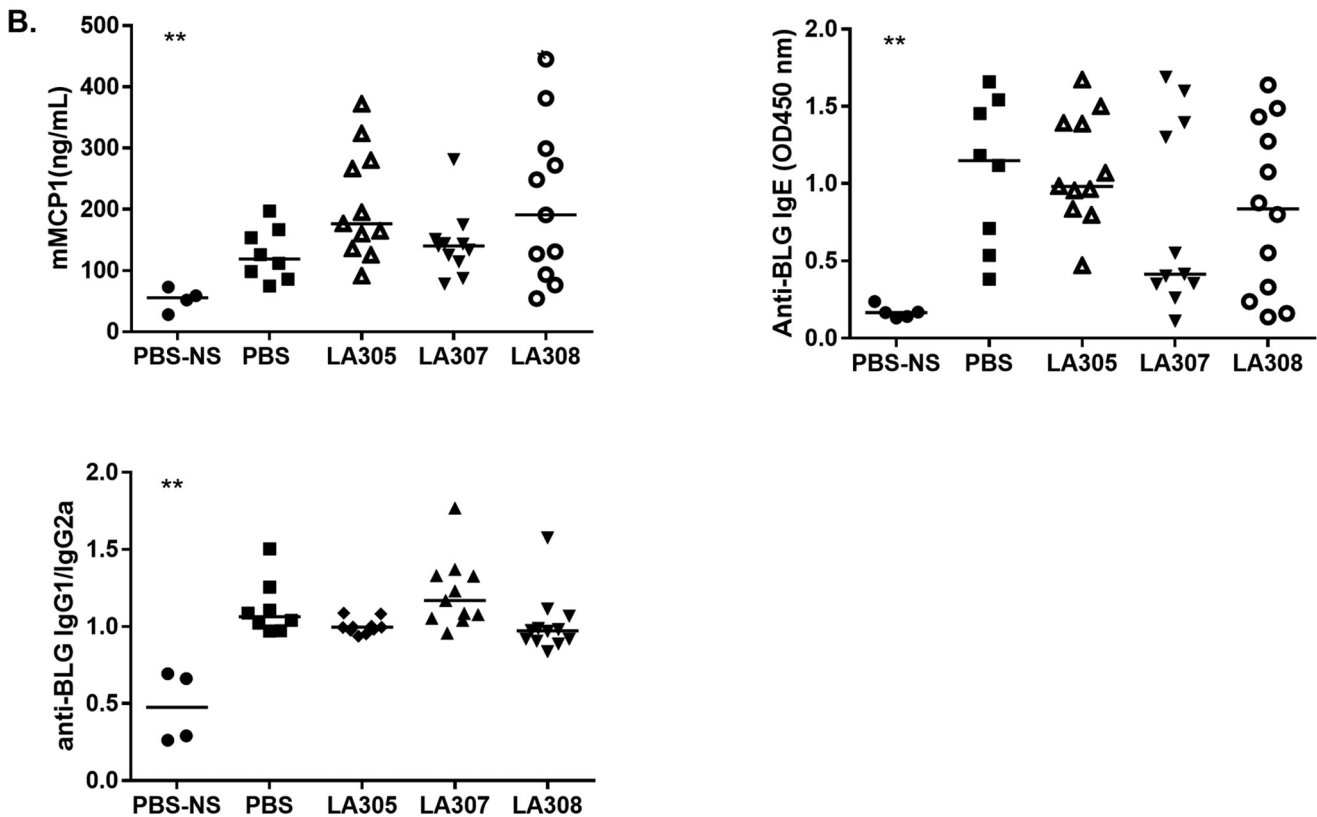 B.
mMCP1(ng/mL)
500
400
300
200
100
0
**
PBS-NS PBS LA305 LA307 LA308
Anti-BLG IgE (OD450 nm)
2.0
1.5
1.0
0.5
0.0
**
PBS-NS PBS LA305 LA307 LA308
anti-BLG IgG1/IgG2a
2.0
1.5
1.0
0.5
0.0
**
PBS-NS PBS LA305 LA307 LA308